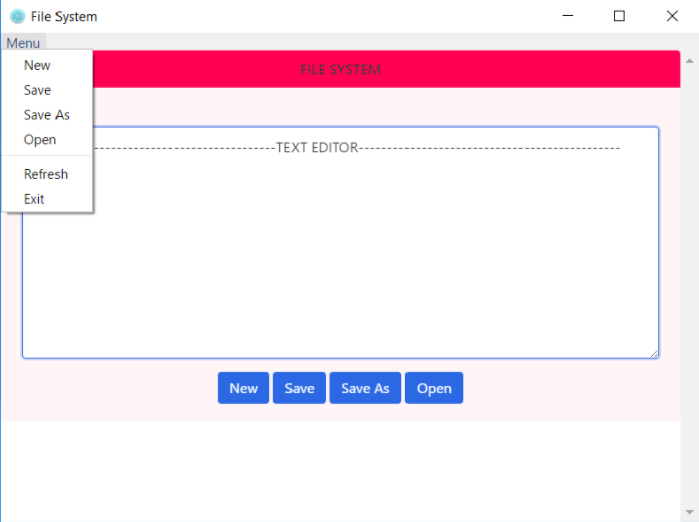 File System
Menu
New
Save
Save As
Open
Refresh
Exit
FILE SYSTEM
--------------------------------TEXT EDITOR----------------------------------------------
New Save Save As Open